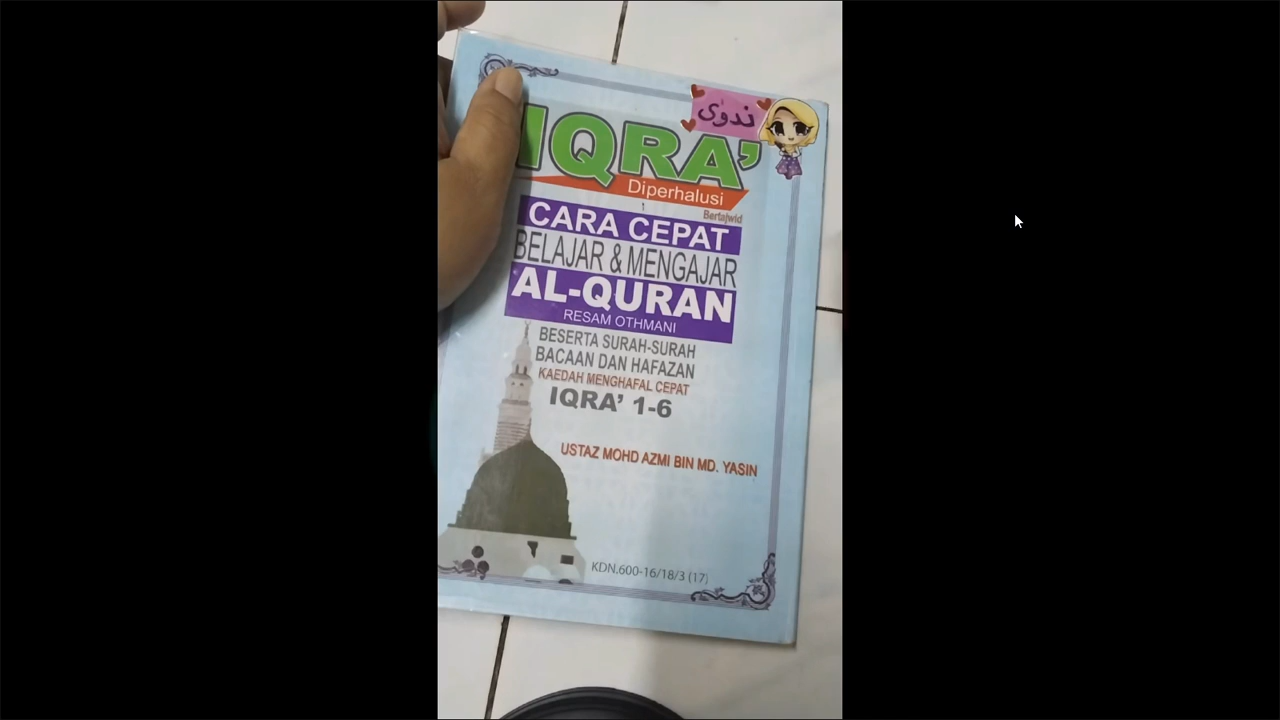 ندوى
IQRA'
Diperhalusi
1
Bertajwid
CARA CEPAT
BELAJAR & MENGAJAR
AL-QURAN
RESAM OTHMANI
BESERTA SURAH-SURAH
BACAAN DAN HAFAZAN
KAEDAH MENGHAFAL CEPAT
IQRA' 1-6
USTAZ MOHD AZMI BIN MD. YASIN
KDN.600-16/18/3 (17)